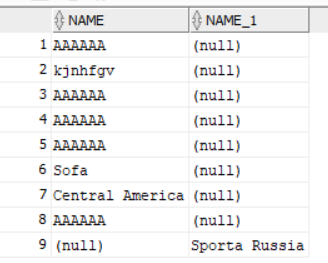 NAME NAME_1
1 AAAAAA (null)
2 kjnhfgv (null)
3 AAAAAA (null)
4 AAAAAA (null)
5 AAAAAA (null)
6 Sofa (null)
7 Central America (null)
8 AAAAAA (null)
9 (null) Sporta Russia